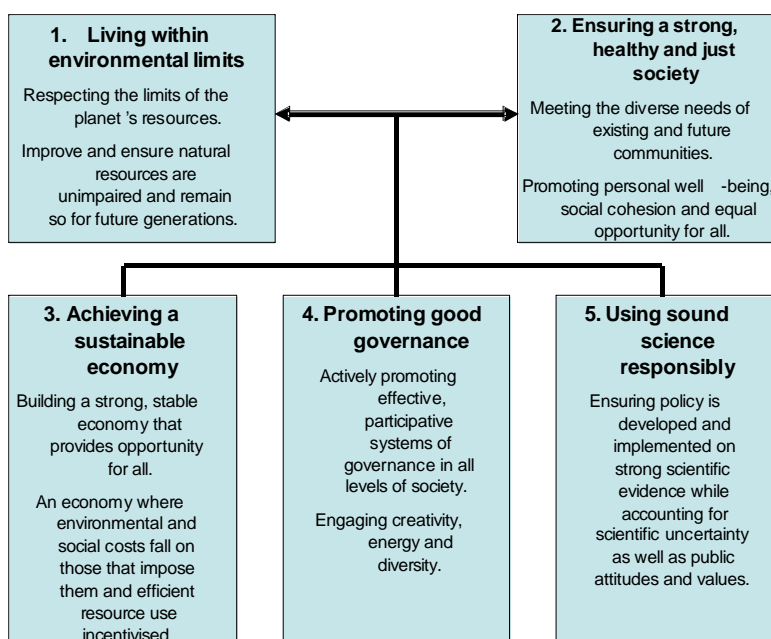 1. Living within
environmental limits
Respecting the limits of the
planet 's resources.
Improve and ensure natural
resources are
unimpaired and remain
so for future generations.
2. Ensuring a strong,
healthy and just
society
Meeting the diverse needs of
existing and future
communities.
Promoting personal well -being,
social cohesion and equal
opportunity for all.
3. Achieving a
sustainable
economy
Building a strong, stable
economy that
provides opportunity
for all.
An economy where
environmental and
social costs fall on
those that impose
them and efficient
resource use
incentivised
4. Promoting good
governance
Actively promoting
effective,
participative
systems of
governance in all
levels of society.
Engaging creativity,
energy and
diversity.
5. Using sound
science
responsibly
Ensuring policy is
developed and
implemented on
strong scientific
evidence while
accounting for
scientific uncertainty
as well as public
attitudes and values.